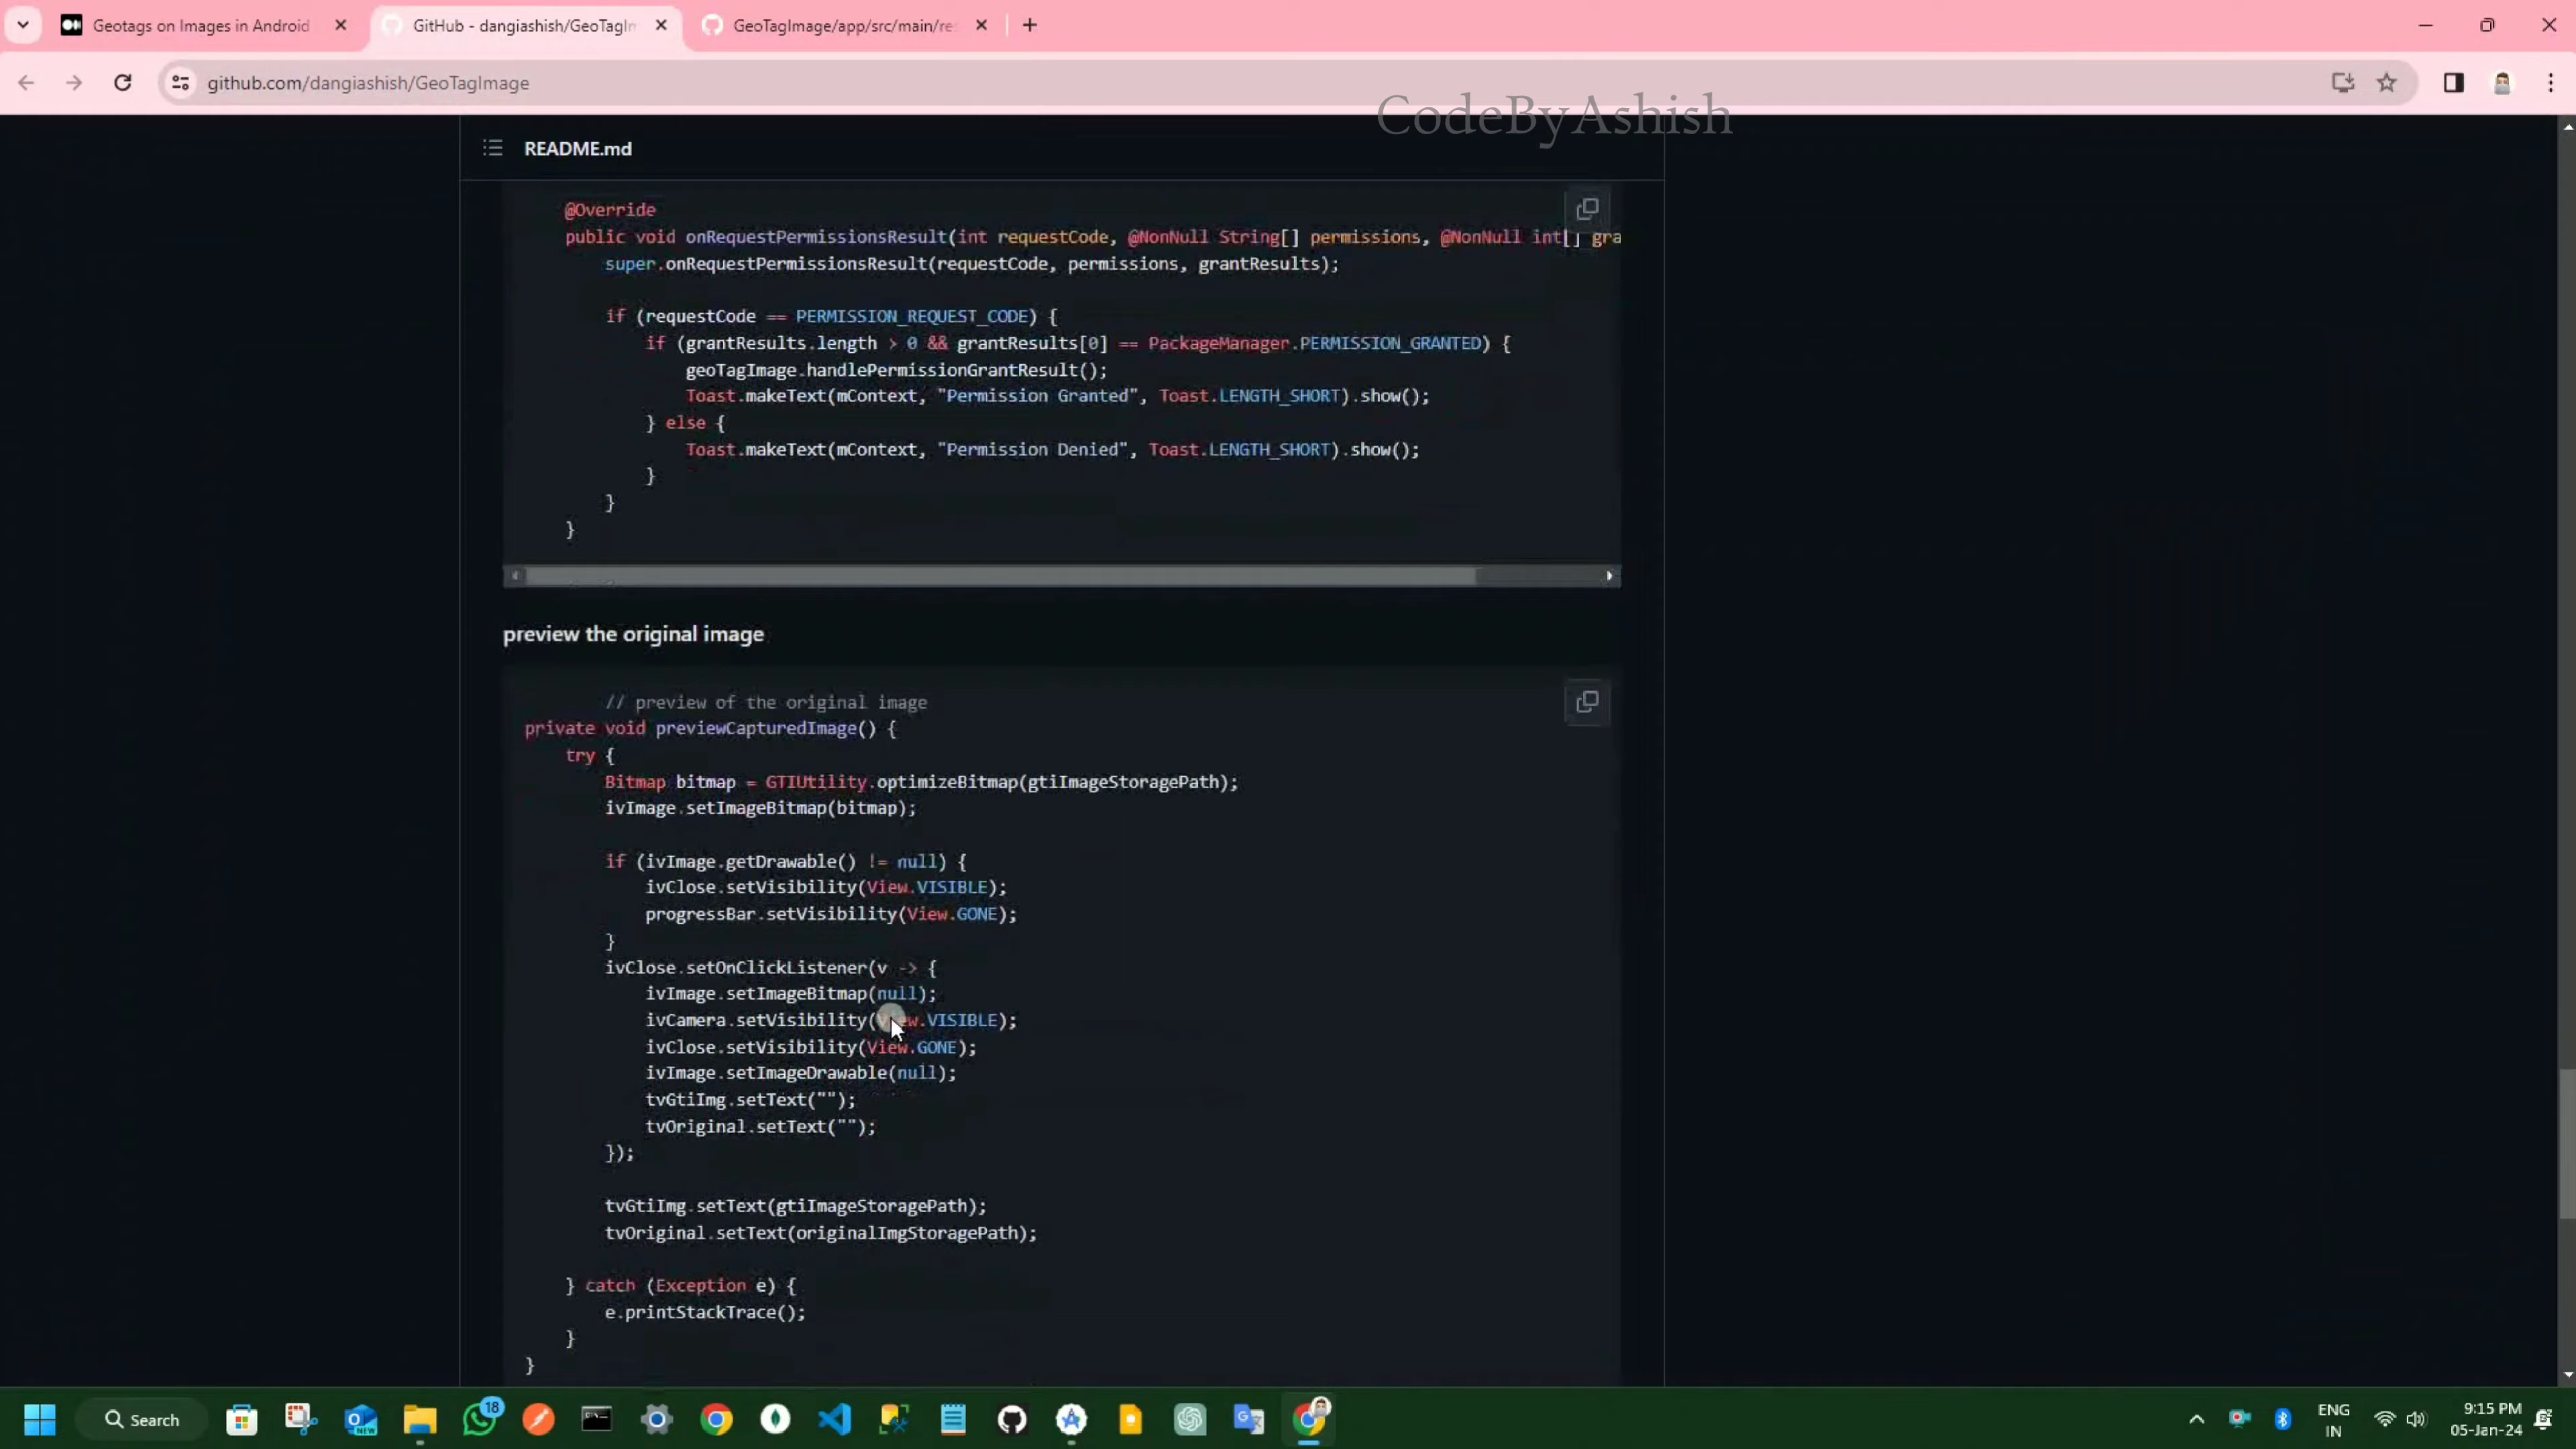 Geotags on Images in Android
GitHub - dangiashish/GeoTagIm
GeoTagImage/app/src/main/re
github.com/dangiashish/GeoTagImage
CodeByAshish
README.md
@Override
public void onRequestPermissionsResult(int requestCode, @NonNull String[] permissions, @NonNull int[] gra
super.onRequestPermissionsResult(requestCode, permissions, grantResults);
if (requestCode == PERMISSION_REQUEST_CODE) {
if (grantResults.length > 0 && grantResults[0] == PackageManager.PERMISSION_GRANTED) {
geoTagImage.handlePermissionGrantResult();
Toast.makeText(mContext, "Permission Granted", Toast.LENGTH_SHORT).show();
} else {
Toast.makeText(mContext, "Permission Denied", Toast.LENGTH_SHORT).show();
}
}
}
preview the original image
// preview of the original image
private void previewCapturedImage() {
try {
Bitmap bitmap = GTIUtility.optimizeBitmap(gtiImageStoragePath);
ivImage.setImageBitmap(bitmap);
if (ivImage.getDrawable() != null) {
ivClose.setVisibility(View.VISIBLE);
progressBar.setVisibility(View.GONE);
}
ivClose.setOnClickListener(v -> {
ivImage.setImageBitmap(null);
ivCamera.setVisibility(View.VISIBLE);
ivClose.setVisibility(View.GONE);
ivImage.setImageDrawable(null);
tvGtiImg.setText("");
tvOriginal.setText("");
});
tvGtiImg.setText(gtiImageStoragePath);
tvOriginal.setText(originalImgStoragePath);
} catch (Exception e) {
e.printStackTrace();
}
}
Search
NEW
18
ENG
IN
9:15 PM
05-Jan-24